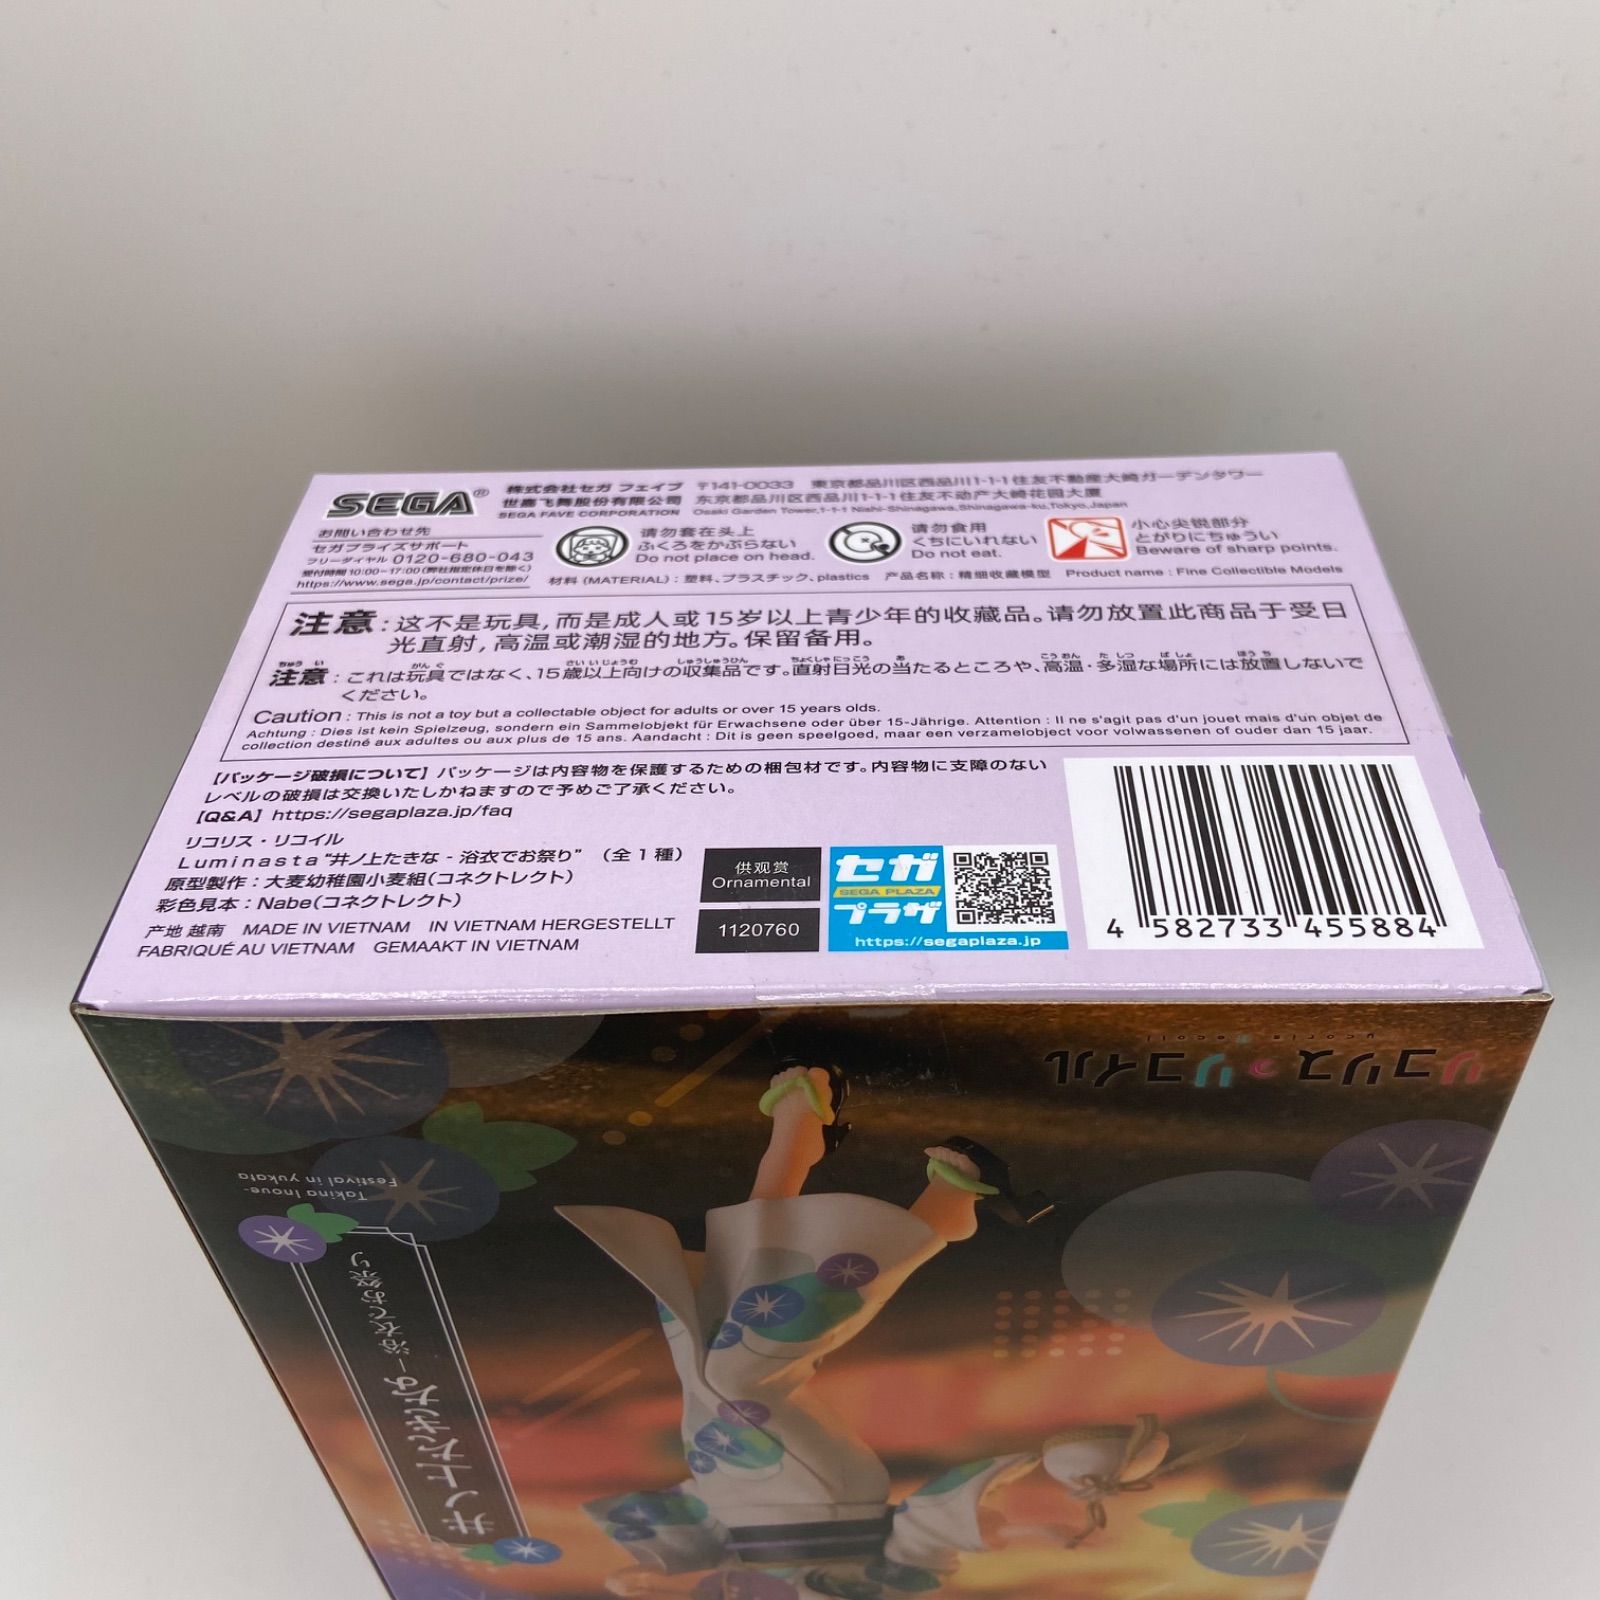 SEGA®
株式会社セガ フェイブ 〒141-0033 東京都品川区西品川1-1-1住友不動産大崎ガーデンタワー
世嘉飞舞股份有限公司 东京都品川区西品川1-1-1住友不动产大崎花园大厦
SEGA FAVE CORPORATION Osaki Garden Tower,1-1-1 Nishi-Shinagawa,Shinagawa-ku,Tokyo,Japan
お問い合わせ先
セガプライズサポート
フリーダイヤル 0120-680-043
受付時間 10:00-17:00(弊社指定休日を除く)
https://www.sega.jp/contact/prize/
请勿套在头上
ふくろをかぶらない
Do not place on head.
请勿食用
くちにいれない
Do not eat.
小心尖锐部分
とがりにちゅうい
Beware of sharp points.
材料 (MATERIAL) : 塑料、プラスチック、plastics 产品名称 : 精细收藏模型 Product name : Fine Collectible Models
注意 : 这不是玩具, 而是成人或15岁以上青少年的收藏品。请勿放置此商品于受日
光直射, 高温或潮湿的地方。保留备用。
注意 : これは玩具ではなく、15歳以上向けの収集品です。直射日光の当たるところや、高温・多湿な場所には放置しないで
ください。
Caution : This is not a toy but a collectable object for adults or over 15 years olds.
Achtung : Dies ist kein Spielzeug, sondern ein Sammelobjekt für Erwachsene oder über 15-Jährige. Attention : Il ne s'agit pas d'un jouet mais d'un objet de
collection destiné aux adultes ou aux plus de 15 ans. Aandacht : Dit is geen speelgoed, maar een verzamelobject voor volwassenen of ouder dan 15 jaar.
【パッケージ破損について】パッケージは内容物を保護するための梱包材です。内容物に支障のない
レベルの破損は交換いたしかねますので予めご了承ください。
【Q&A】https://segaplaza.jp/faq
リコリス・リコイル
Luminasta"井ノ上たきな - 浴衣でお祭り" (全1種)
原型製作 : 大麦幼稚園小麦組(コネクトレクト)
彩色見本 : Nabe(コネクトレクト)
产地 越南 MADE IN VIETNAM IN VIETNAM HERGESTELLT
FABRIQUÉ AU VIETNAM GEMAAKT IN VIETNAM
供观赏
Ornamental
1120760
セガ
SEGA PLAZA
プラザ
https://segaplaza.jp
4 582733 455884
リコリス リコイル
Lycoris Recoil
Takina Inoue-
Festival in yukata
井ノ上たきな - 浴衣でお祭り